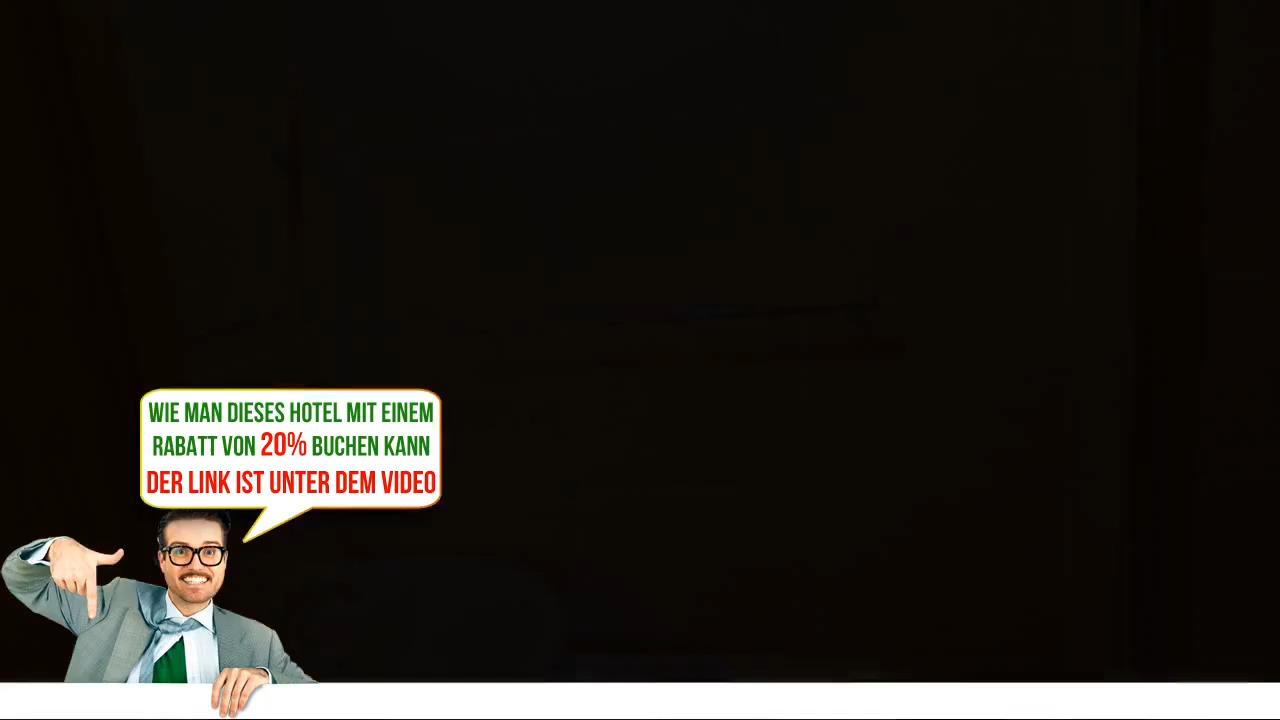 WIE MAN DIESES HOTEL MIT EINEM
RABATT VON 20% BUCHEN KANN
DER LINK IST UNTER DEM VIDEO